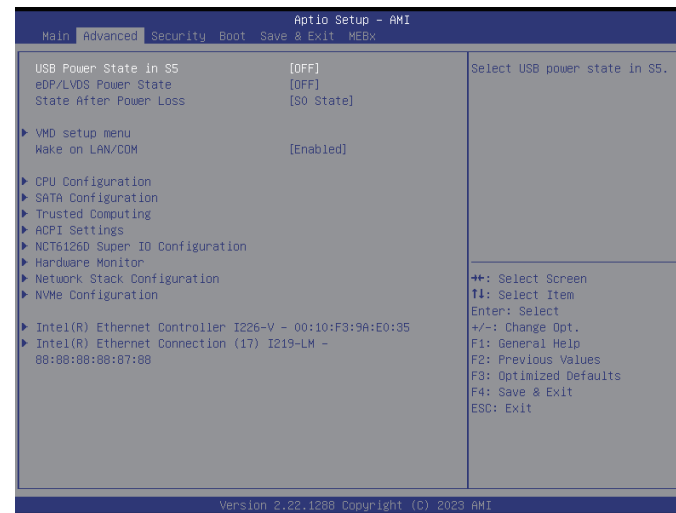 Aptio Setup – AMI
Main Advanced Security Boot Save & Exit MEBx
USB Power State in S5 [OFF]
eDP/LVDS Power State [OFF]
State After Power Loss [S0 State]
VMD setup menu
Wake on LAN/COM [Enabled]
CPU Configuration
SATA Configuration
Trusted Computing
ACPI Settings
NCT6126D Super IO Configuration
Hardware Monitor
Network Stack Configuration
NVMe Configuration
Intel(R) Ethernet Controller I226-V – 00:10:F3:9A:E0:35
Intel(R) Ethernet Connection (17) I219-LM –
88:88:88:88:87:88
Select USB power state in S5.
→←: Select Screen
↑↓: Select Item
Enter: Select
+/-: Change Opt.
F1: General Help
F2: Previous Values
F3: Optimized Defaults
F4: Save & Exit
ESC: Exit
Version 2.22.1288 Copyright (C) 2023 AMI